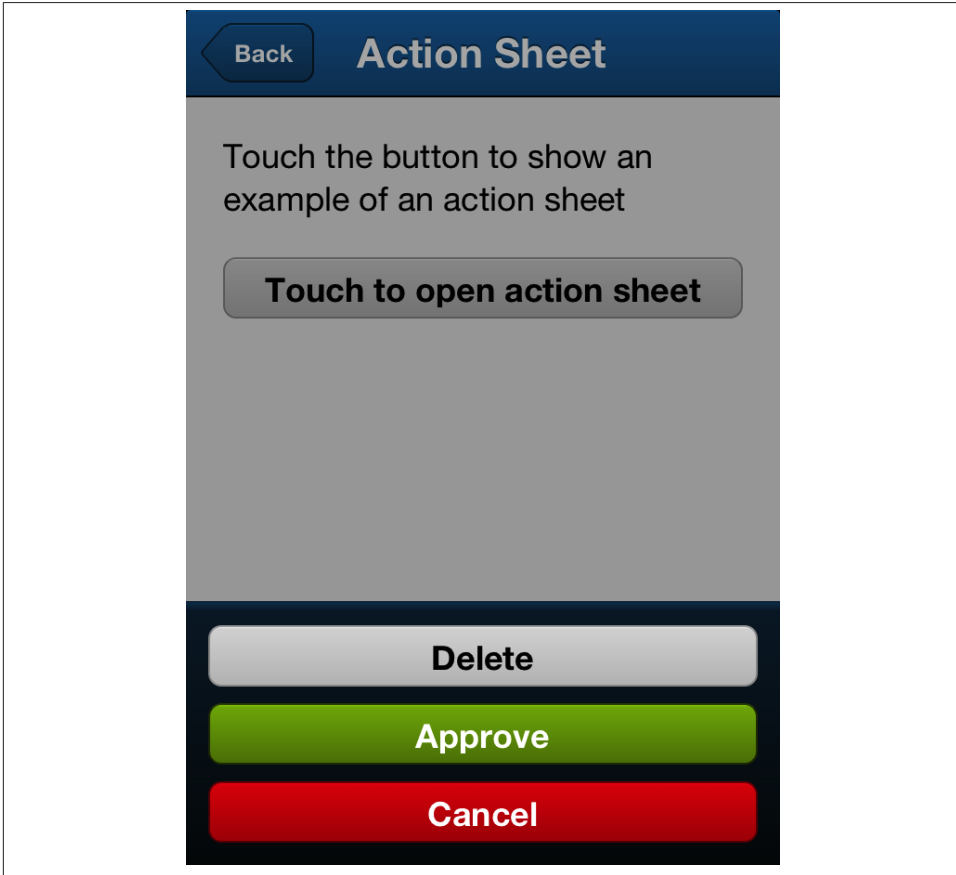 Back
Action Sheet
Touch the button to show an
example of an action sheet
Touch to open action sheet
Delete
Approve
Cancel